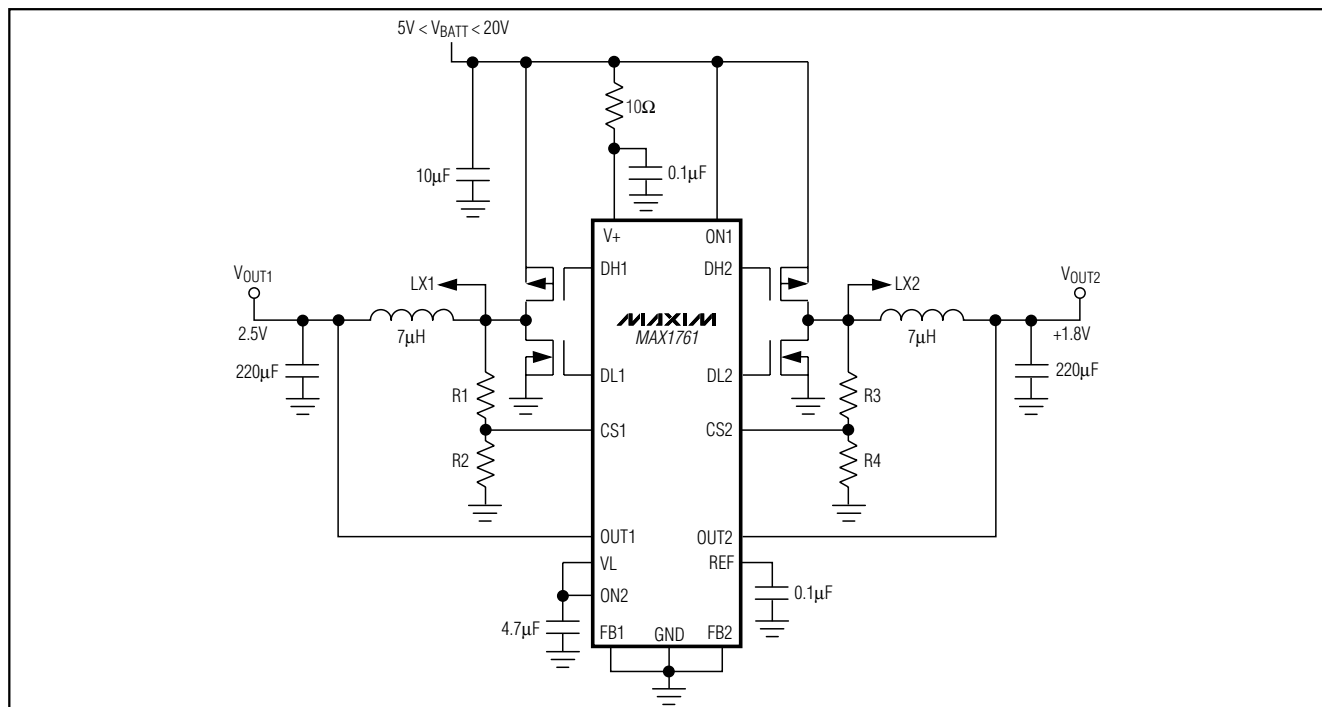 5V < VBATT < 20V
10Ω
10µF
0.1µF
V+
ON1
VOUT1
LX1
DH1
DH2
LX2
VOUT2
MAXIM
MAX1761
2.5V
7µH
7µH
+1.8V
220µF
DL1
DL2
220µF
R1
R3
CS1
CS2
R2
R4
OUT1
OUT2
VL
REF
ON2
0.1µF
4.7µF
FB1
GND
FB2